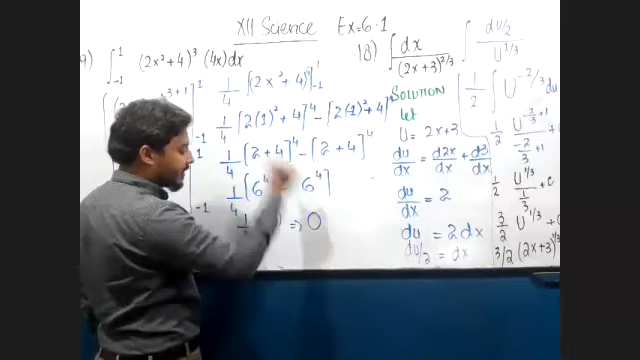 XII Science Ex=6.1
9) ∫₋₁¹ (2x²+4)³ (4x)dx
1/4 [(2x²+4)⁴]₋₁¹
1/4 [2(1)²+4]⁴ - [2(1)²+4]⁴
1/4 [2+4]⁴ - [2+4]⁴
1/4 [6⁴ 6⁴]
⇒ 0
18) ∫ dx/(2x+3)^2/3
SOLUTION
let
U = 2x+3
du/dx = d2x/dx + d3/dx
du/dx = 2
du = 2dx
du/2 = dx
∫ du/2 / U^2/3
1/2 ∫ U^-2/3 du
1/2 U^-2/3+1 / -2/3+1 +
1/2 U^1/3 / 1/3 + c
3/2 U^1/3 +
3/2 (2x+3)^1/3